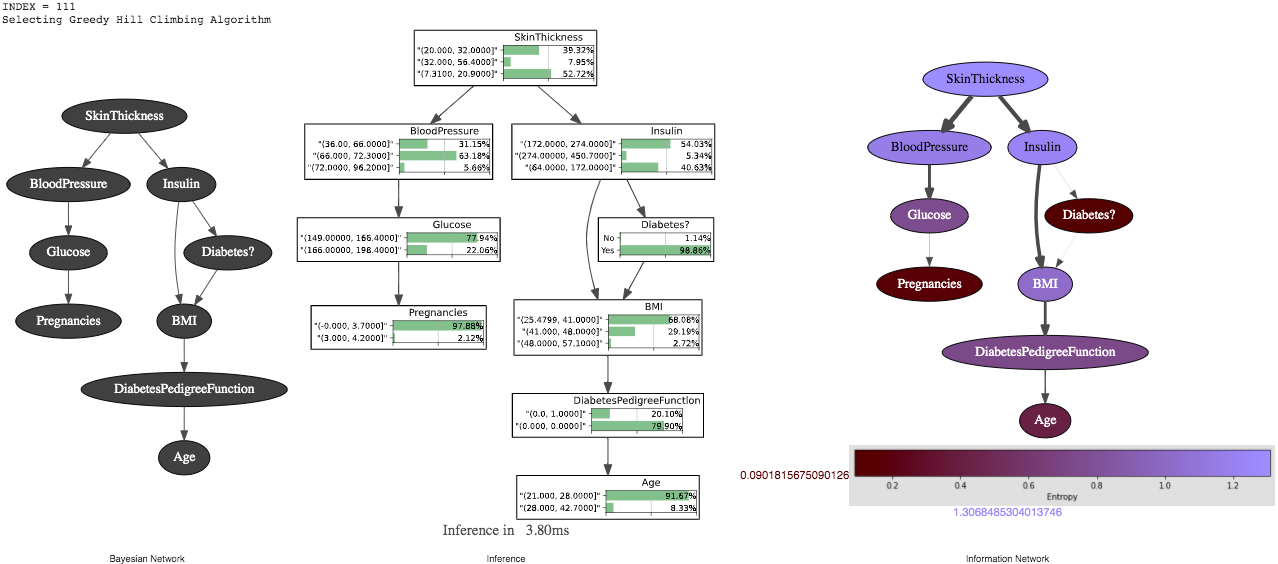 INDEX = 111
Selecting Greedy Hill Climbing Algorithm
SkinThickness
BloodPressure
Insulin
Glucose
Diabetes?
Pregnancies
BMI
DiabetesPedigreeFunction
Age
Bayesian Network
SkinThickness
"(20.000, 32.0000]" 39.32%
"(32.000, 56.4000]" 7.95%
"(7.3100, 20.9000]" 52.72%
BloodPressure
"(36.00, 66.0000]" 31.15%
"(66.000, 72.3000]" 63.18%
"(72.0000, 96.2000]" 5.66%
Insulin
"(172.0000, 274.0000]" 54.03%
"(274.00000, 450.7000]" 5.34%
"(64.0000, 172.0000]" 40.63%
Glucose
"(149.00000, 166.4000]" 77.94%
"(166.00000, 198.4000]" 22.06%
Diabetes?
No 1.14%
Yes 98.86%
Pregnancies
"(-0.000, 3.7000]" 97.88%
"(3.000, 4.2000]" 2.12%
BMI
"(25.4799, 41.0000]" 68.08%
"(41.000, 48.0000]" 29.19%
"(48.0000, 57.1000]" 2.72%
DiabetesPedigreeFunction
"(0.0, 1.0000]" 20.10%
"(0.000, 0.0000]" 79.90%
Age
"(21.000, 28.0000]" 91.67%
"(28.000, 42.7000]" 8.33%
Inference in 3.80ms
Inference
SkinThickness
BloodPressure
Insulin
Glucose
Diabetes?
Pregnancies
BMI
DiabetesPedigreeFunction
Age
0.0901815675090126
0.2 0.4 0.6 0.8 1.0 1.2
Entropy
1.3068485304013746
Information Network